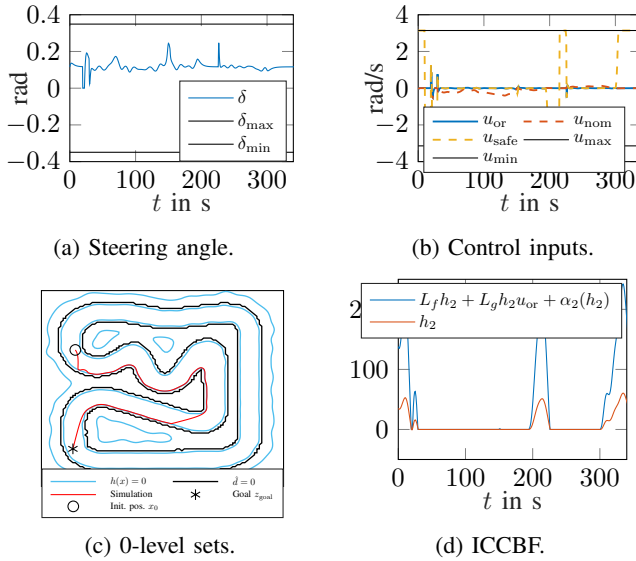 0.4
0.2
0
−0.2
−0.4
rad
0 100 200 300
t in s
δ
δmax
δmin
(a) Steering angle.
4
2
0
−2
−4
rad/s
0 100 200 300
t in s
uor unom
usafe umax
umin
(b) Control inputs.
h(x) = 0 d̄ = 0
Simulation Goal zgoal
Init. pos. x0
(c) 0-level sets.
100
0
0 100 200 300
t in s
Lfh2 + Lgh2uor + α2(h2)
h2
(d) ICCBF.